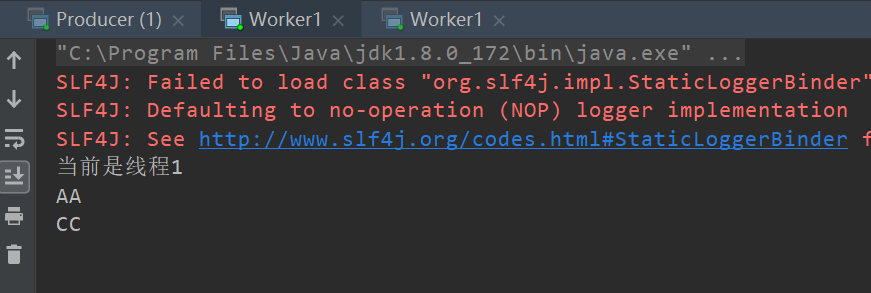 Producer (1) Worker1 Worker1
"C:\Program Files\Java\jdk1.8.0_172\bin\java.exe" ...
SLF4J: Failed to load class "org.slf4j.impl.StaticLoggerBinder"
SLF4J: Defaulting to no-operation (NOP) logger implementation
SLF4J: See http://www.slf4j.org/codes.html#StaticLoggerBinder f
当前是线程1
AA
CC